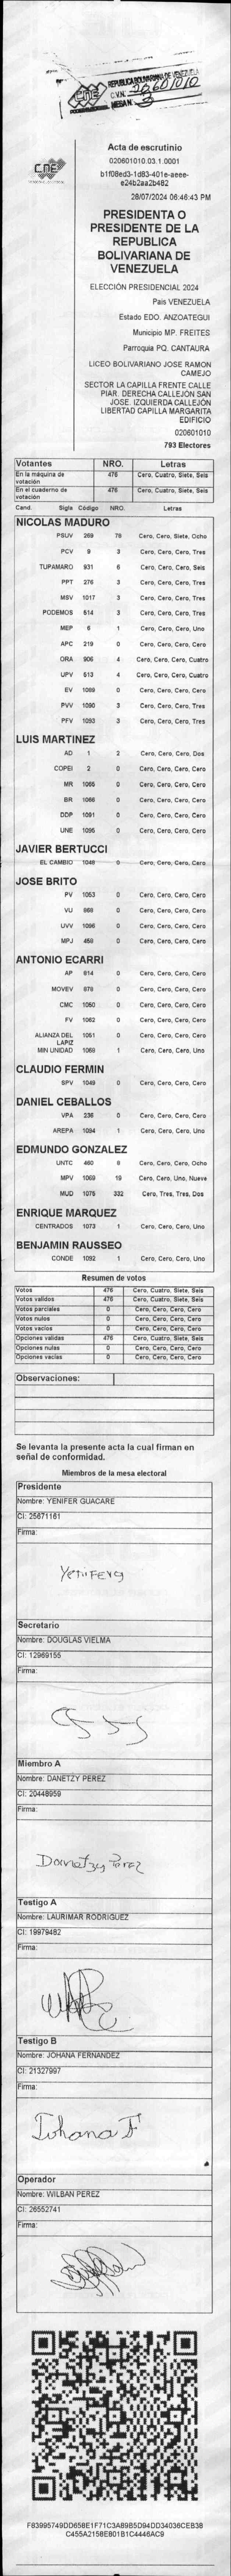 CNE
REPUBLICA BOLIVARIANA DE VENEZUELA
C.V.N. 20601010
MESA N. 3
CNE
Acta de escrutinio
020601010.03.1.0001
b1f08ed3-1d83-401e-aeee-
e24b2aa2b482
28/07/2024 06:46:43 PM
PRESIDENTA O
PRESIDENTE DE LA
REPUBLICA
BOLIVARIANA DE
VENEZUELA
ELECCIÓN PRESIDENCIAL 2024
País VENEZUELA
Estado EDO. ANZOATEGUI
Municipio MP. FREITES
Parroquia PQ. CANTAURA
LICEO BOLIVARIANO JOSE RAMON
CAMEJO
SECTOR LA CAPILLA FRENTE CALLE
PIAR. DERECHA CALLEJÓN SAN
JOSE. IZQUIERDA CALLEJÓN
LIBERTAD CAPILLA MARGARITA
EDIFICIO
020601010
793 Electores
Votantes NRO. Letras
En la máquina de votación 476 Cero, Cuatro, Siete, Seis
En el cuaderno de votación 476 Cero, Cuatro, Siete, Seis
Cand. Sigla Código NRO. Letras
NICOLAS MADURO
PSUV 269 78 Cero, Cero, Siete, Ocho
PCV 9 3 Cero, Cero, Cero, Tres
TUPAMARO 931 6 Cero, Cero, Cero, Seis
PPT 276 3 Cero, Cero, Cero, Tres
MSV 1017 3 Cero, Cero, Cero, Tres
PODEMOS 514 3 Cero, Cero, Cero, Tres
MEP 6 1 Cero, Cero, Cero, Uno
APC 219 0 Cero, Cero, Cero, Cero
ORA 906 4 Cero, Cero, Cero, Cuatro
UPV 513 4 Cero, Cero, Cero, Cuatro
EV 1089 0 Cero, Cero, Cero, Cero
PVV 1090 3 Cero, Cero, Cero, Tres
PFV 1093 3 Cero, Cero, Cero, Tres
LUIS MARTINEZ
AD 1 2 Cero, Cero, Cero, Dos
COPEI 2 0 Cero, Cero, Cero, Cero
MR 1065 0 Cero, Cero, Cero, Cero
BR 1066 0 Cero, Cero, Cero, Cero
DDP 1091 0 Cero, Cero, Cero, Cero
UNE 1095 0 Cero, Cero, Cero, Cero
JAVIER BERTUCCI
EL CAMBIO 1048 0 Cero, Cero, Cero, Cero
JOSE BRITO
PV 1053 0 Cero, Cero, Cero, Cero
VU 868 0 Cero, Cero, Cero, Cero
UVV 1096 0 Cero, Cero, Cero, Cero
MPJ 458 0 Cero, Cero, Cero, Cero
ANTONIO ECARRI
AP 814 0 Cero, Cero, Cero, Cero
MOVEV 978 0 Cero, Cero, Cero, Cero
CMC 1050 0 Cero, Cero, Cero, Cero
FV 1062 0 Cero, Cero, Cero, Cero
ALIANZA DEL LAPIZ 1051 0 Cero, Cero, Cero, Cero
MIN UNIDAD 1068 1 Cero, Cero, Cero, Uno
CLAUDIO FERMIN
SPV 1049 0 Cero, Cero, Cero, Cero
DANIEL CEBALLOS
VPA 236 0 Cero, Cero, Cero, Cero
AREPA 1094 1 Cero, Cero, Cero, Uno
EDMUNDO GONZALEZ
UNTC 460 8 Cero, Cero, Cero, Ocho
MPV 1069 19 Cero, Cero, Uno, Nueve
MUD 1075 332 Cero, Tres, Tres, Dos
ENRIQUE MARQUEZ
CENTRADOS 1073 1 Cero, Cero, Cero, Uno
BENJAMIN RAUSSEO
CONDE 1092 1 Cero, Cero, Cero, Uno
Resumen de votos
Votos 476 Cero, Cuatro, Siete, Seis
Votos validos 476 Cero, Cuatro, Siete, Seis
Votos parciales 0 Cero, Cero, Cero, Cero
Votos nulos 0 Cero, Cero, Cero, Cero
Votos vacíos 0 Cero, Cero, Cero, Cero
Opciones validas 476 Cero, Cuatro, Siete, Seis
Opciones nulas 0 Cero, Cero, Cero, Cero
Opciones vacías 0 Cero, Cero, Cero, Cero
Observaciones:
Se levanta la presente acta la cual firman en
señal de conformidad.
Miembros de la mesa electoral
Presidente
Nombre: YENIFER GUACARE
CI: 25671161
Firma:
Secretario
Nombre: DOUGLAS VIELMA
CI: 12969155
Firma:
Miembro A
Nombre: DANETZY PEREZ
CI: 20448959
Firma:
Danetzy Perez
Testigo A
Nombre: LAURIMAR RODRIGUEZ
CI: 19979482
Firma:
Testigo B
Nombre: JOHANA FERNANDEZ
CI: 21327997
Firma:
Johana F
Operador
Nombre: WILBAN PEREZ
CI: 26552741
Firma:
F83995749DD658E1F71C3A89B5D94DD34036CEB38
C455A2158E801B1C4446AC9